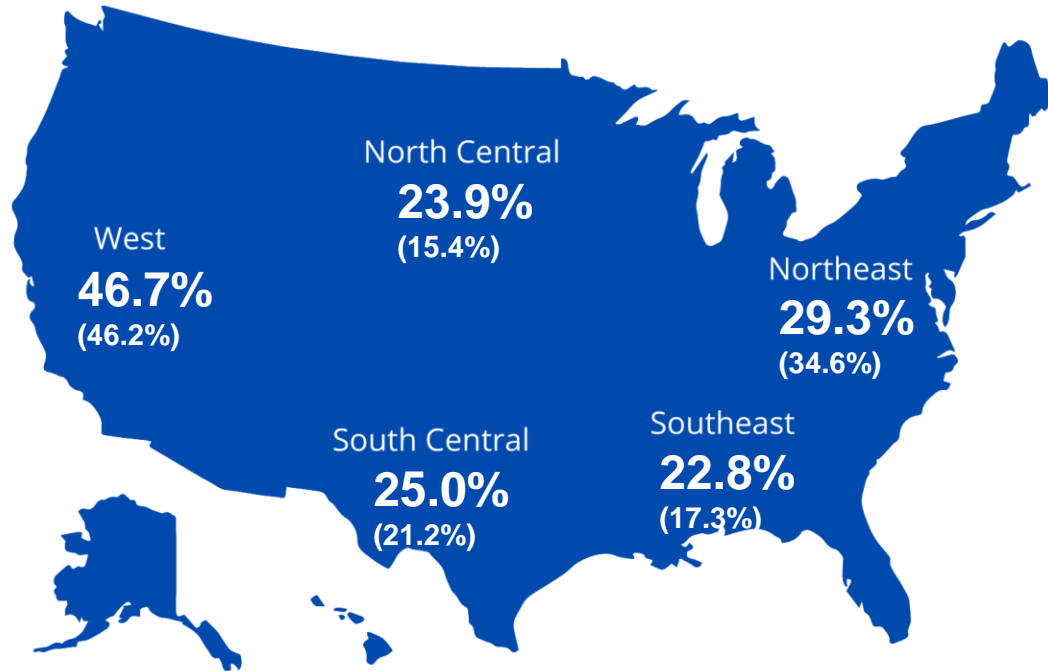 North Central
23.9%
(15.4%)
West
46.7%
(46.2%)
Northeast
29.3%
(34.6%)
South Central
25.0%
(21.2%)
Southeast
22.8%
(17.3%)